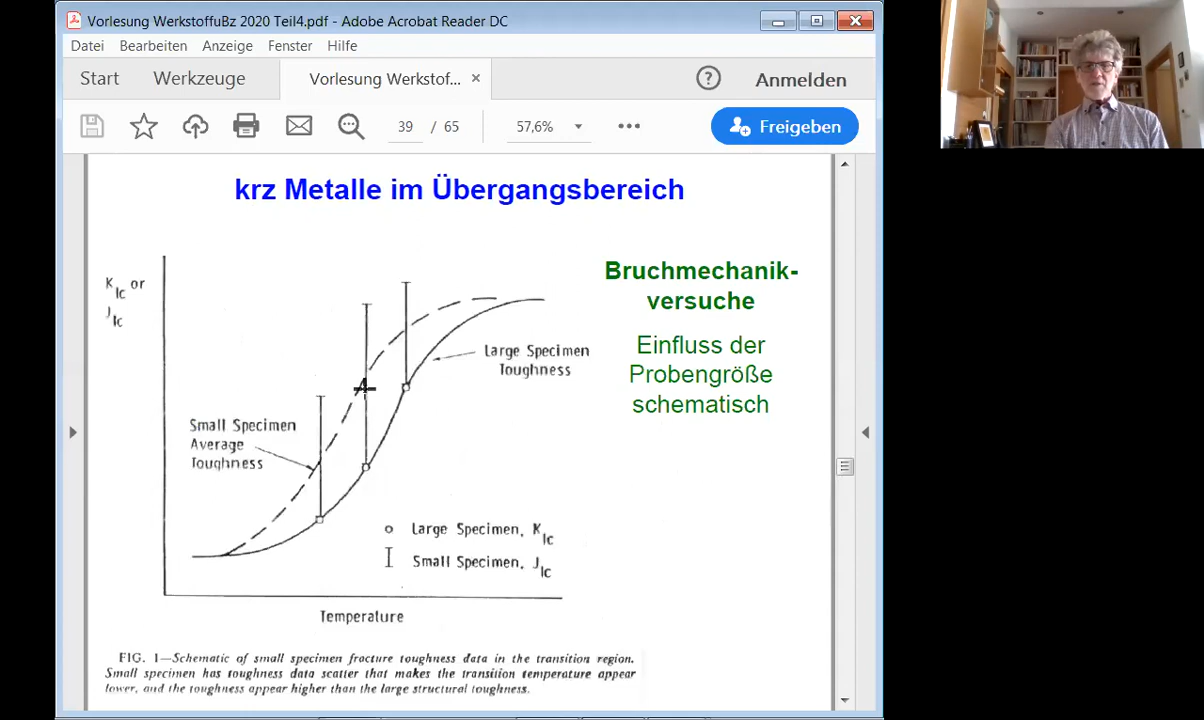 Vorlesung WerkstoffuBz 2020 Teil4.pdf - Adobe Acrobat Reader DC
Datei Bearbeiten Anzeige Fenster Hilfe
Start Werkzeuge Vorlesung Werkstof... × ? Anmelden
39 / 65 57,6% Freigeben
krz Metalle im Übergangsbereich
K Ic or
J Ic
Bruchmechanik-
versuche
Einfluss der
Probengröße
schematisch
Large Specimen
Toughness
Small Specimen
Average
Toughness
o Large Specimen, K Ic
I Small Specimen, J Ic
Temperature
FIG. 1—Schematic of small specimen fracture toughness data in the transition region.
Small specimen has toughness data scatter that makes the transition temperature appear
lower, and the toughness appear higher than the large structural toughness.